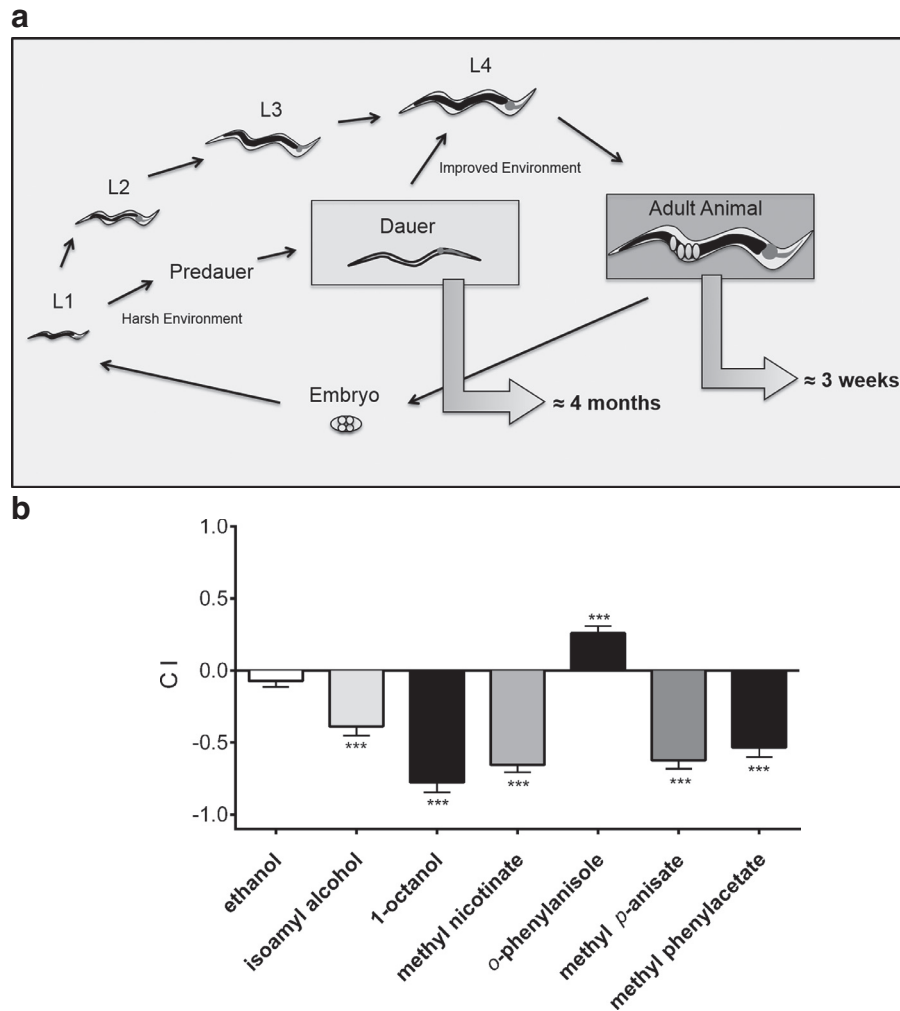 a
L4
L3
Improved Environment
L2
Adult Animal
Dauer
Predauer
L1
Harsh Environment
≈ 3 weeks
Embryo
≈ 4 months
b
1.0
0.5
0.0
-0.5
-1.0
CI
***
***
***
***
***
***
ethanol
isoamyl alcohol
1-octanol
methyl nicotinate
o-phenylanisole
methyl p-anisate
methyl phenylacetate